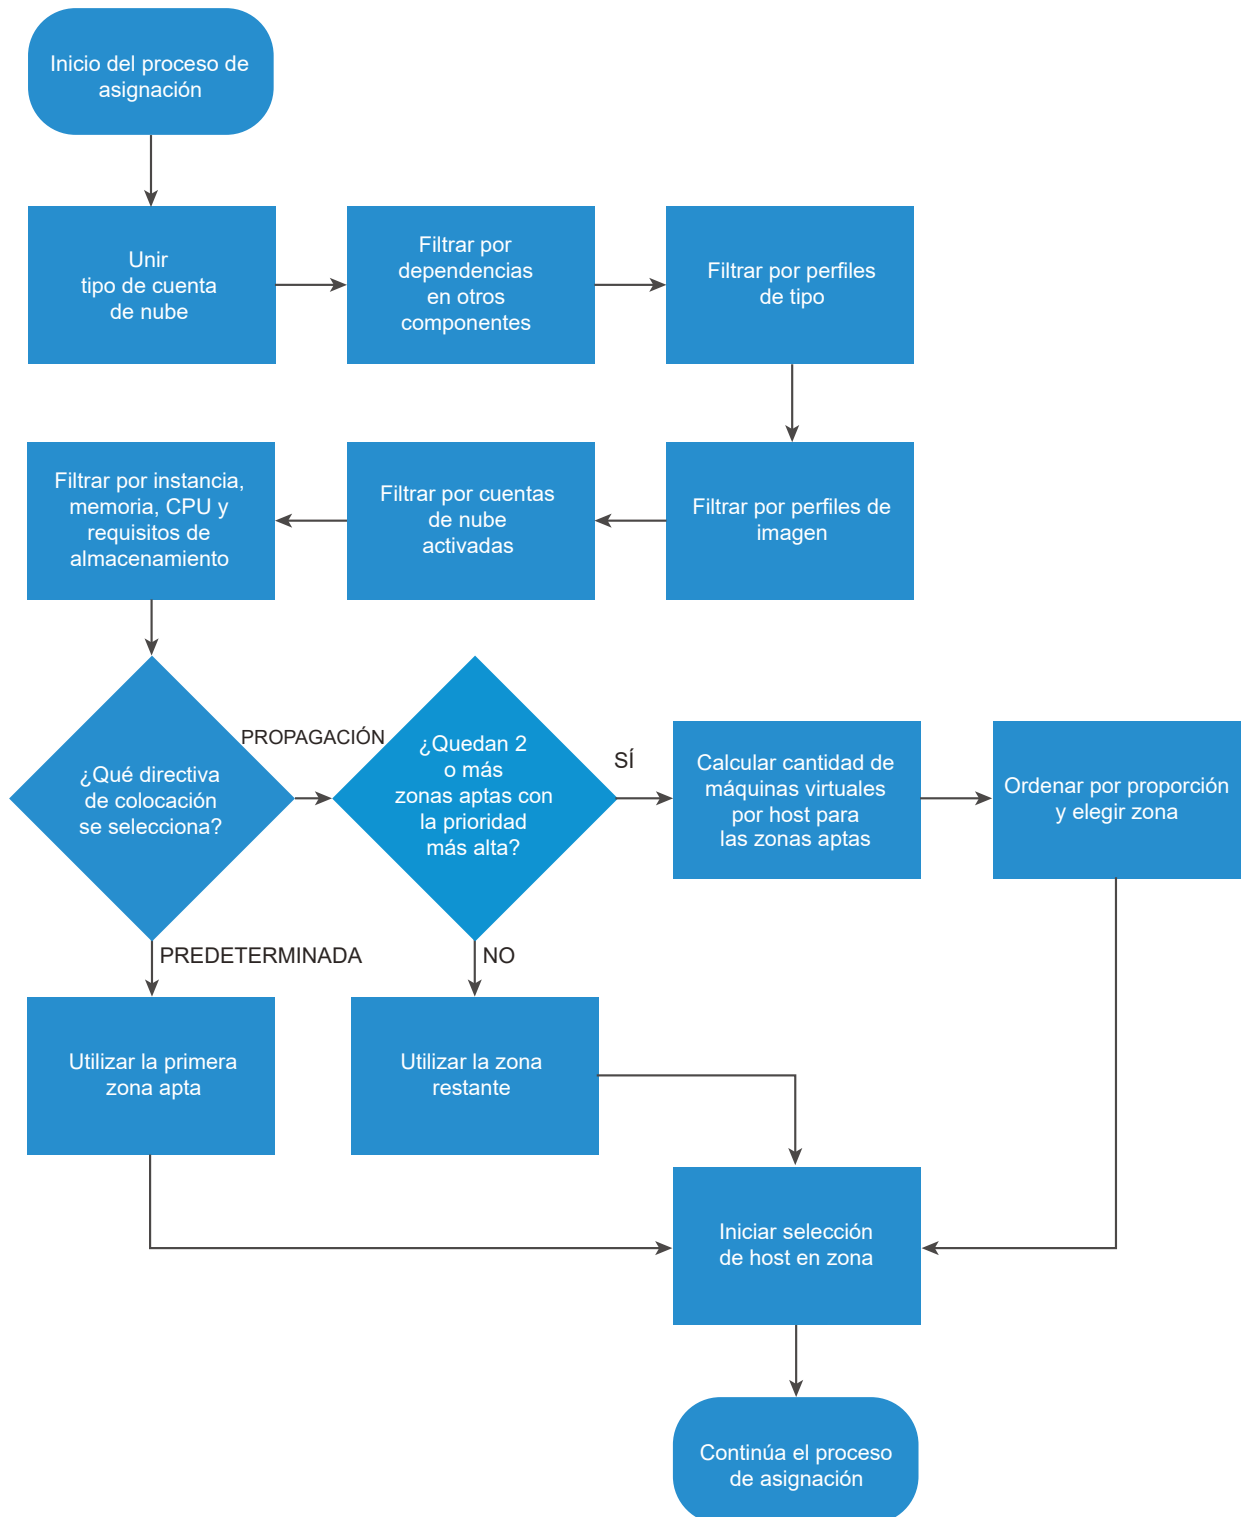 Inicio del proceso de
asignación
Unir
tipo de cuenta
de nube
Filtrar por
dependencias
en otros
componentes
Filtrar por perfiles
de tipo
Filtrar por perfiles de
imagen
Filtrar por cuentas
de nube
activadas
Filtrar por instancia,
memoria, CPU y
requisitos de
almacenamiento
¿Qué directiva
de colocación
se selecciona?
PROPAGACIÓN
¿Quedan 2
o más
zonas aptas con
la prioridad
más alta?
SÍ
Calcular cantidad de
máquinas virtuales
por host para
las zonas aptas
Ordenar por proporción
y elegir zona
PREDETERMINADA
NO
Utilizar la primera
zona apta
Utilizar la zona
restante
Iniciar selección
de host en zona
Continúa el proceso
de asignación